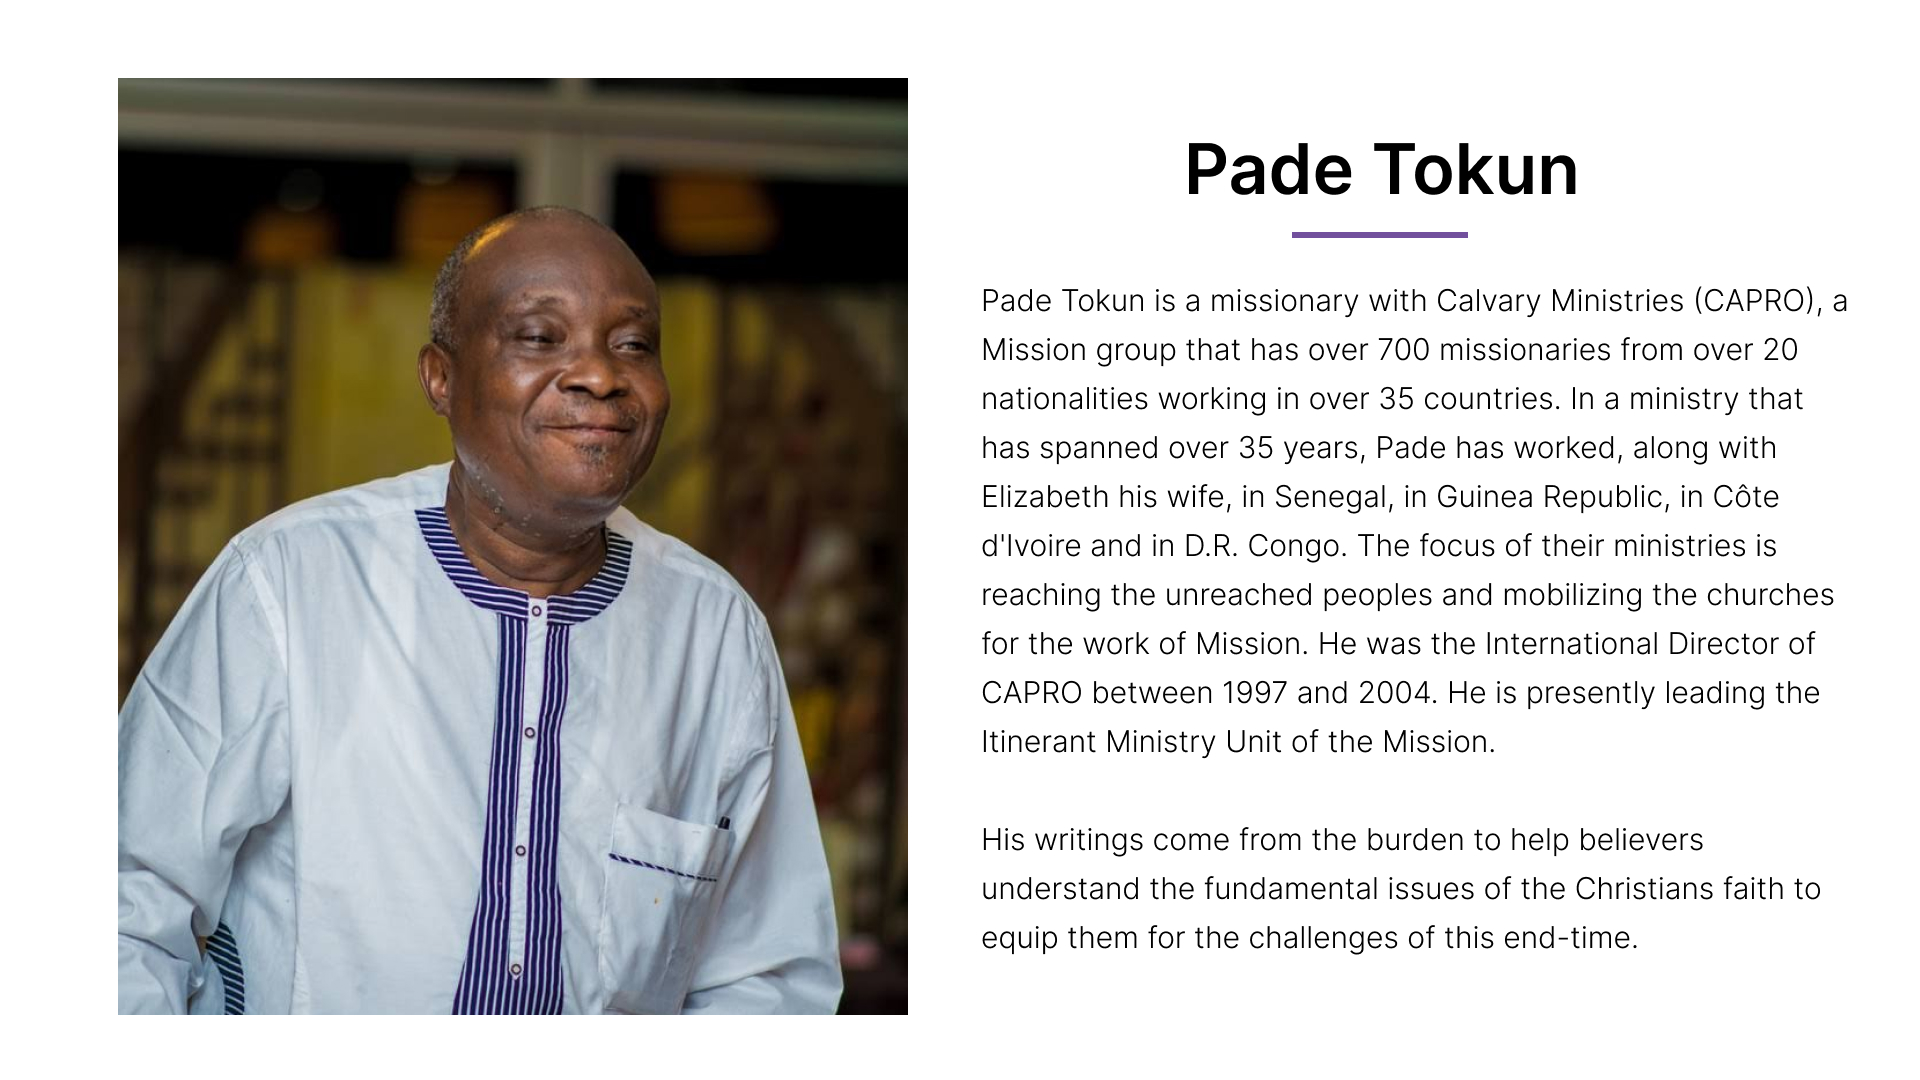 Pade Tokun
Pade Tokun is a missionary with Calvary Ministries (CAPRO), a
Mission group that has over 700 missionaries from over 20
nationalities working in over 35 countries. In a ministry that
has spanned over 35 years, Pade has worked, along with
Elizabeth his wife, in Senegal, in Guinea Republic, in Côte
d'Ivoire and in D.R. Congo. The focus of their ministries is
reaching the unreached peoples and mobilizing the churches
for the work of Mission. He was the International Director of
CAPRO between 1997 and 2004. He is presently leading the
Itinerant Ministry Unit of the Mission.
His writings come from the burden to help believers
understand the fundamental issues of the Christians faith to
equip them for the challenges of this end-time.